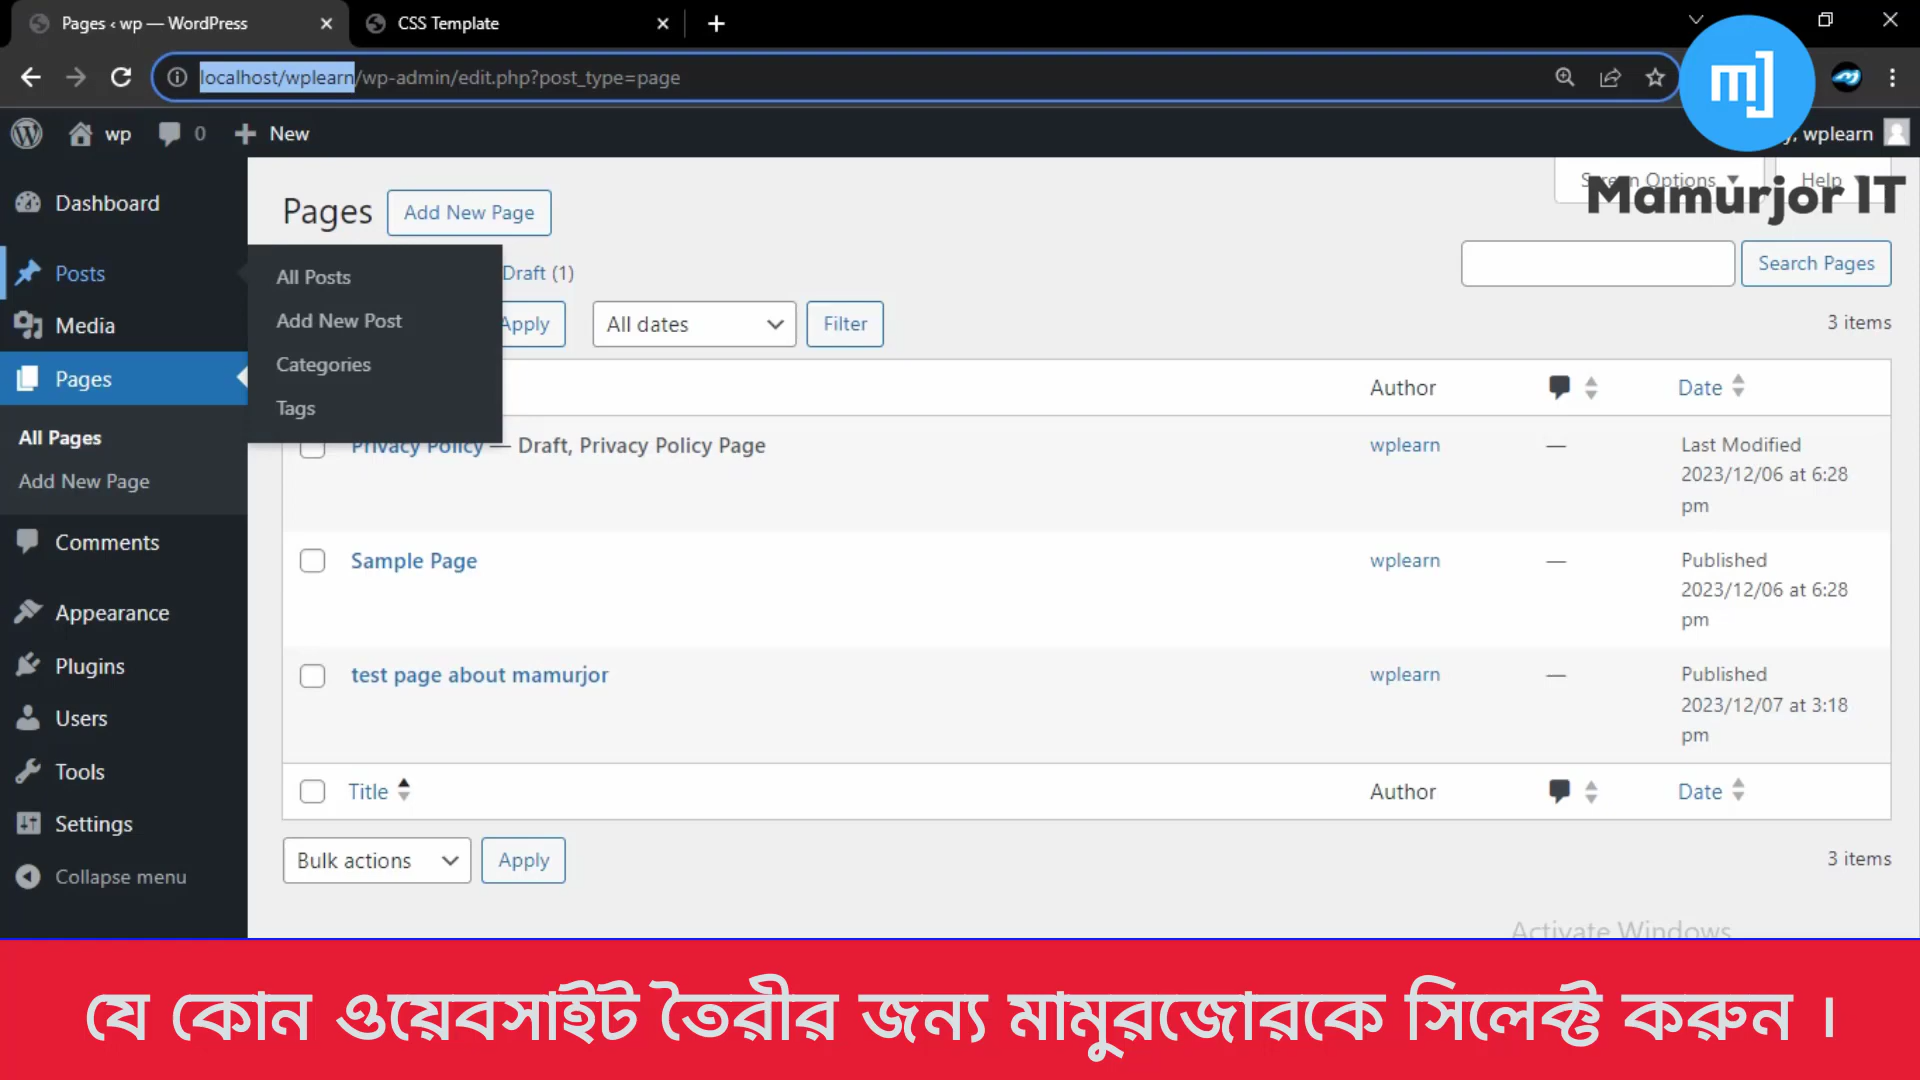 Pages ‹ wp — WordPress
CSS Template
localhost/wplearn/wp-admin/edit.php?post_type=page
wp
0
New
wplearn
mJ
Mamurjor IT
Screen Options
Help
Dashboard
Posts
Media
Pages
All Pages
Add New Page
Comments
Appearance
Plugins
Users
Tools
Settings
Collapse menu
All Posts
Add New Post
Categories
Tags
Pages
Add New Page
Draft (1)
Search Pages
Apply
All dates
Filter
3 items
Author
Date
Privacy Policy — Draft, Privacy Policy Page
wplearn
—
Last Modified
2023/12/06 at 6:28
pm
Sample Page
wplearn
—
Published
2023/12/06 at 6:28
pm
test page about mamurjor
wplearn
—
Published
2023/12/07 at 3:18
pm
Title
Author
Date
Bulk actions
Apply
3 items
Activate Windows
যে কোন ওয়েবসাইট তৈরীর জন্য মামুরজোরকে সিলেক্ট করুন ।